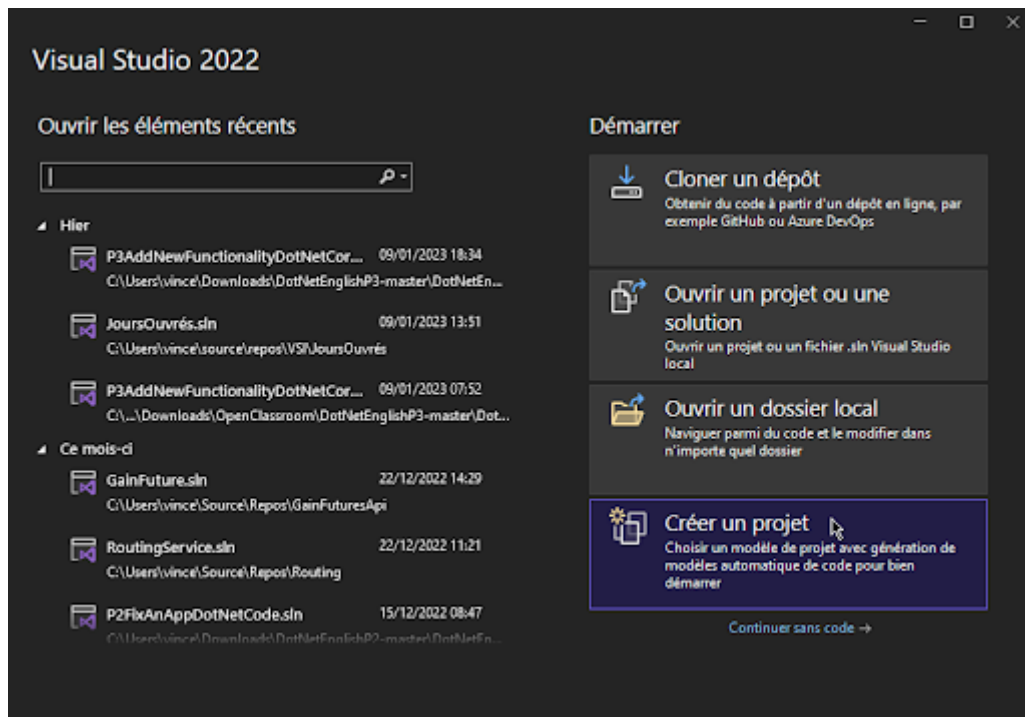 Visual Studio 2022
Ouvrir les éléments récents
Hier
P3AddNewFunctionalityDotNetCor... 09/01/2023 18:34
C:\Users\vince\Downloads\DotNetEnglishP3-master\DotNetEn...
JoursOuvrés.sln 09/01/2023 13:51
C:\Users\vince\source\repos\VSI\JoursOuvrés
P3AddNewFunctionalityDotNetCor... 09/01/2023 07:52
C:\...\Downloads\OpenClassroom\DotNetEnglishP3-master\Dot...
Ce mois-ci
GainFuture.sln 22/12/2022 14:29
C:\Users\vince\Source\Repos\GainFuturesApi
RoutingService.sln 22/12/2022 11:21
C:\Users\vince\Source\Repos\Routing
P2FixAnAppDotNetCode.sln 15/12/2022 08:47
C:\Users\vince\Downloads\DotNetEnglishP2-master\DotNetEn...
Démarrer
Cloner un dépôt
Obtenir du code à partir d'un dépôt en ligne, par
exemple GitHub ou Azure DevOps
Ouvrir un projet ou une
solution
Ouvrir un projet ou un fichier .sln Visual Studio
local
Ouvrir un dossier local
Naviguer parmi du code et le modifier dans
n'importe quel dossier
Créer un projet
Choisir un modèle de projet avec génération de
modèles automatique de code pour bien
démarrer
Continuer sans code →